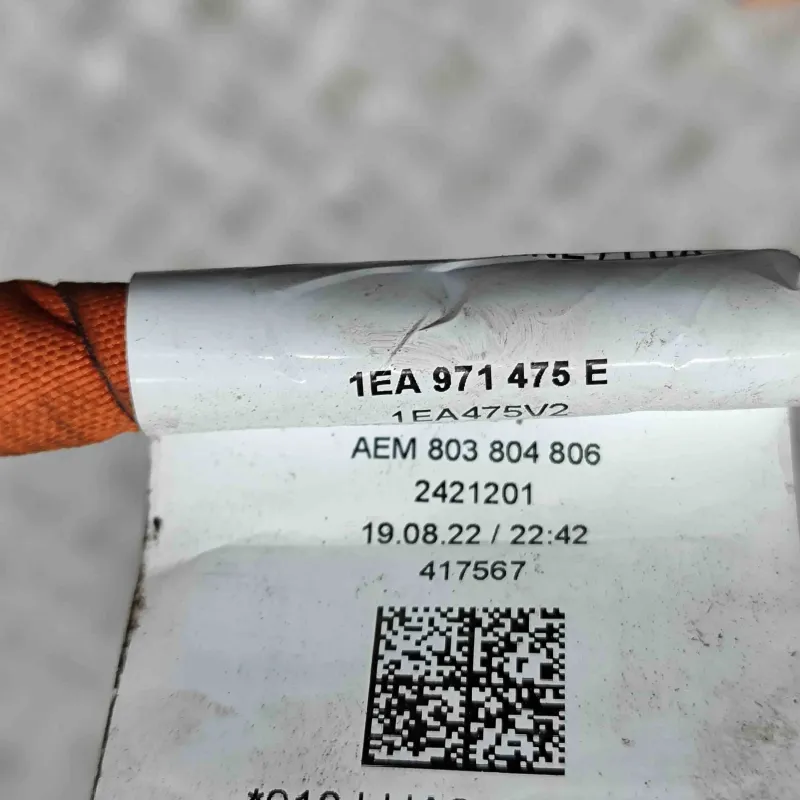 1EA 971 475 E
1EA475V2
AEM 803 804 806
2421201
19.08.22 / 22:42
417567